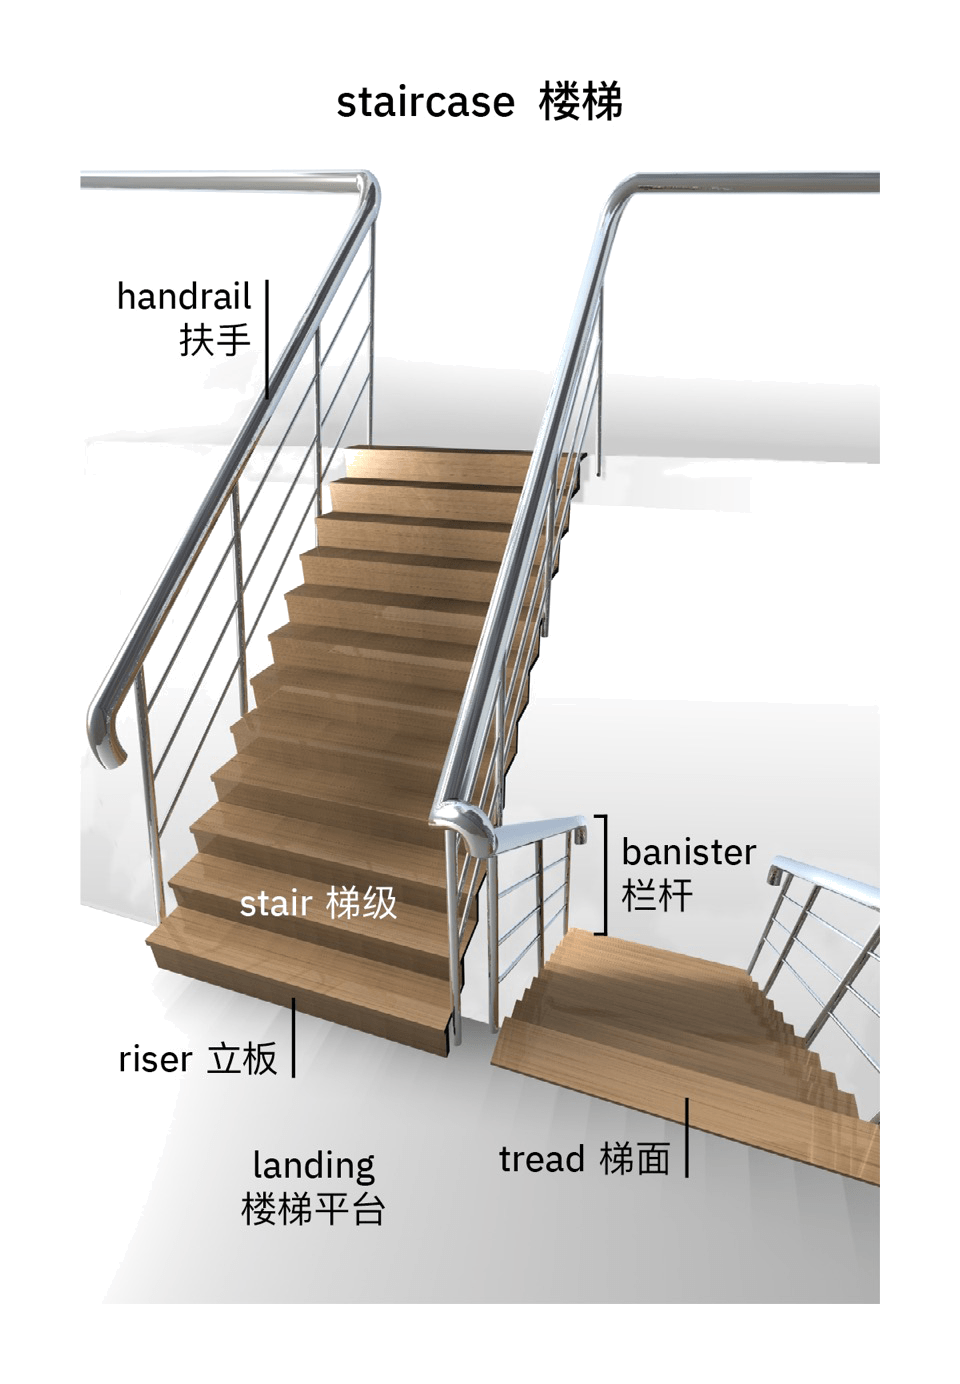 staircase 楼梯
handrail
扶手
banister
栏杆
stair 梯级
riser 立板
tread 梯面
landing
楼梯平台